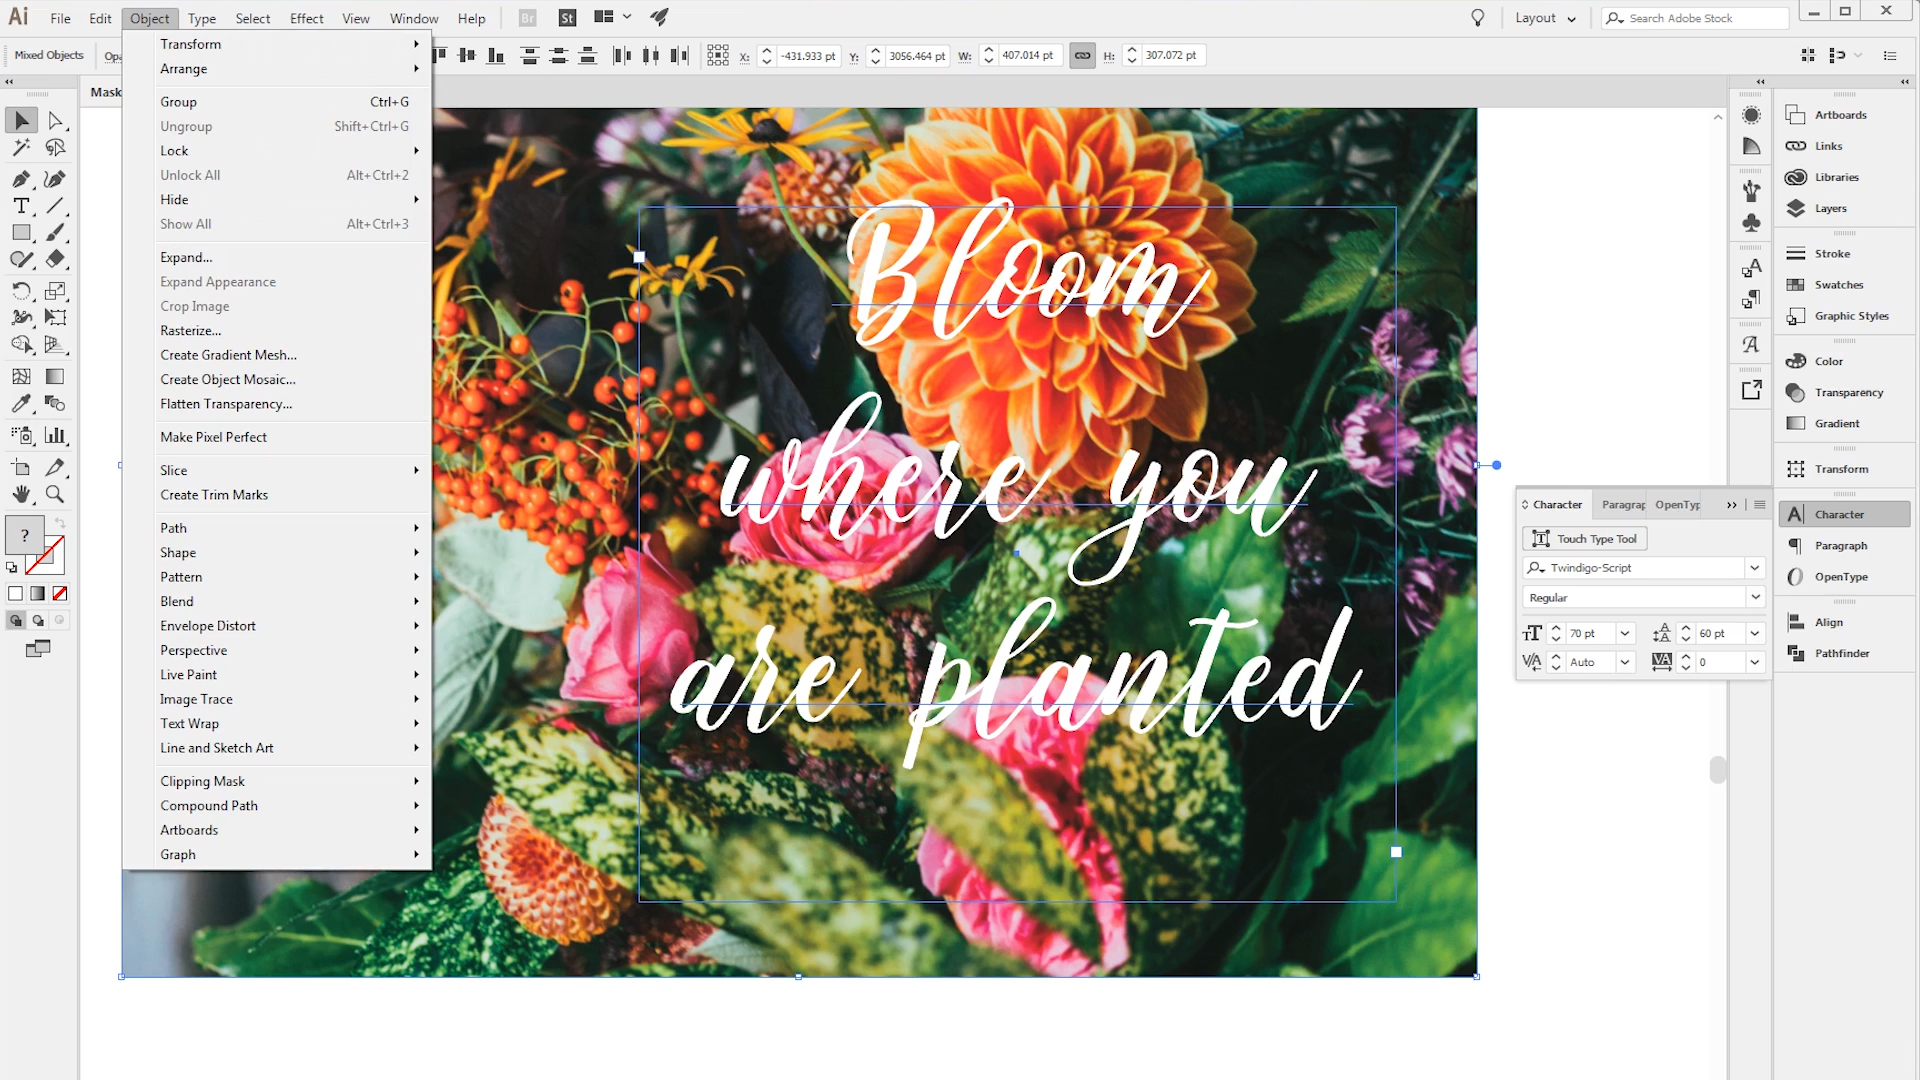 Ai File Edit Object Type Select Effect View Window Help Br St Layout Search Adobe Stock
Mixed Objects X: -431.933 pt Y: 3056.464 pt W: 407.014 pt H: 307.072 pt
Mask
Transform
Arrange
Group Ctrl+G
Ungroup Shift+Ctrl+G
Lock
Unlock All Alt+Ctrl+2
Hide
Show All Alt+Ctrl+3
Expand...
Expand Appearance
Crop Image
Rasterize...
Create Gradient Mesh...
Create Object Mosaic...
Flatten Transparency...
Make Pixel Perfect
Slice
Create Trim Marks
Path
Shape
Pattern
Blend
Envelope Distort
Perspective
Live Paint
Image Trace
Text Wrap
Line and Sketch Art
Clipping Mask
Compound Path
Artboards
Graph
?
Bloom
where you
are planted
Artboards
Links
Libraries
Layers
Stroke
Swatches
Graphic Styles
Color
Transparency
Gradient
Transform
Character
Paragraph
OpenType
Align
Pathfinder
Character Paragrap OpenTyp
Touch Type Tool
Twindigo-Script
Regular
70 pt 60 pt
Auto 0